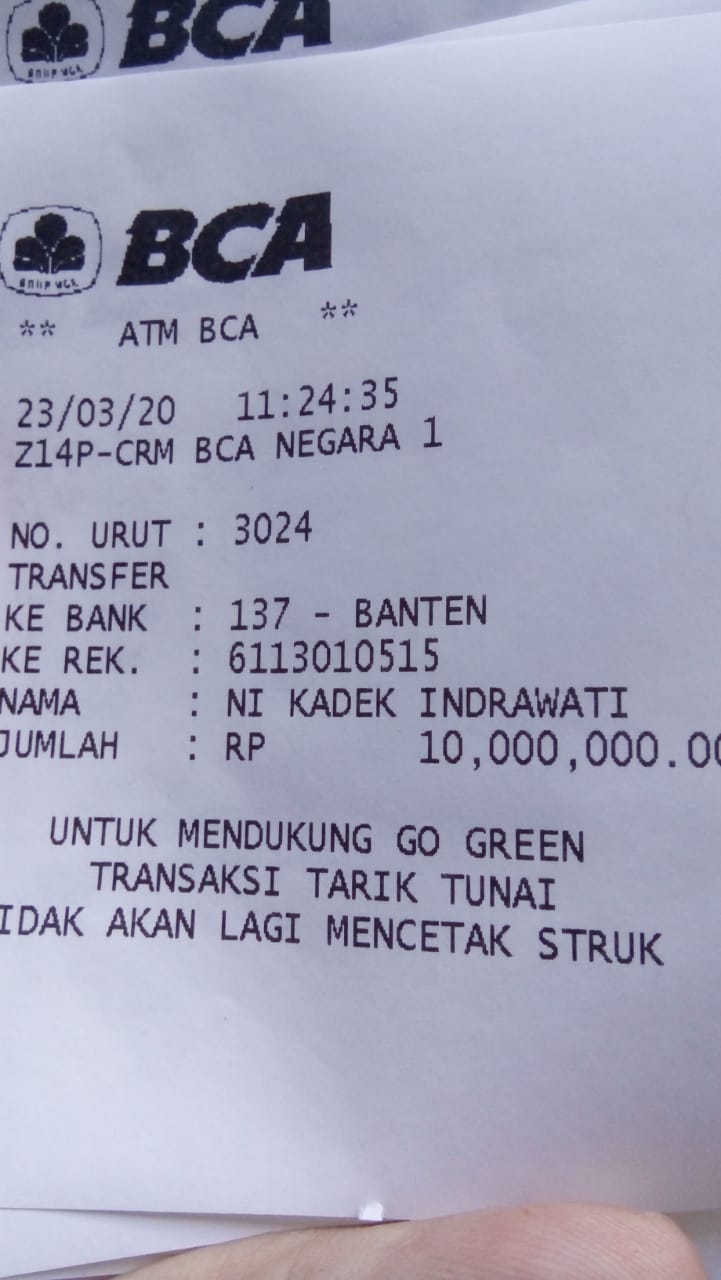 BCA
BCA
** ATM BCA **
23/03/20 11:24:35
Z14P-CRM BCA NEGARA 1
NO. URUT : 3024
TRANSFER
KE BANK : 137 - BANTEN
KE REK. : 6113010515
NAMA : NI KADEK INDRAWATI
JUMLAH : RP 10,000,000.00
UNTUK MENDUKUNG GO GREEN
TRANSAKSI TARIK TUNAI
IDAK AKAN LAGI MENCETAK STRUK